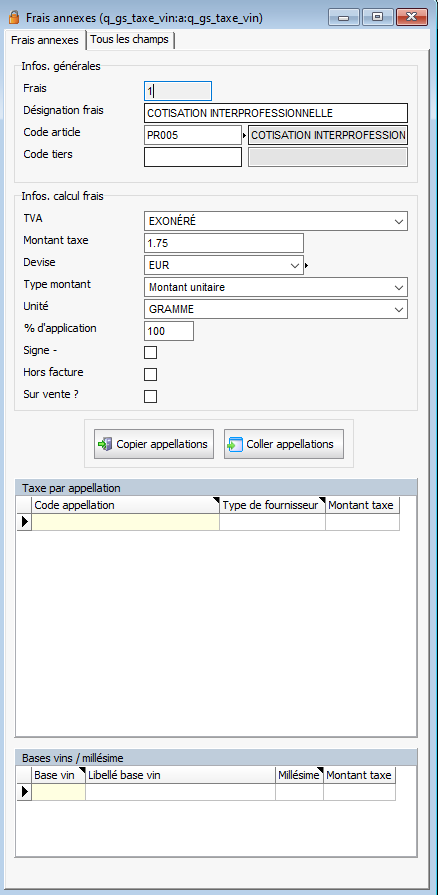 Frais annexes (q_gs_taxe_vin:a:q_gs_taxe_vin)
Frais annexes Tous les champs
Infos. générales
Frais 1
Désignation frais COTISATION INTERPROFESSIONNELLE
Code article PR005 COTISATION INTERPROFESSION
Code tiers
Infos. calcul frais
TVA EXONÉRÉ
Montant taxe 1.75
Devise EUR
Type montant Montant unitaire
Unité GRAMME
% d'application 100
Signe -
Hors facture
Sur vente ?
Copier appellations Coller appellations
Taxe par appellation
Code appellation Type de fournisseur Montant taxe
Bases vins / millésime
Base vin Libellé base vin Millésime Montant taxe